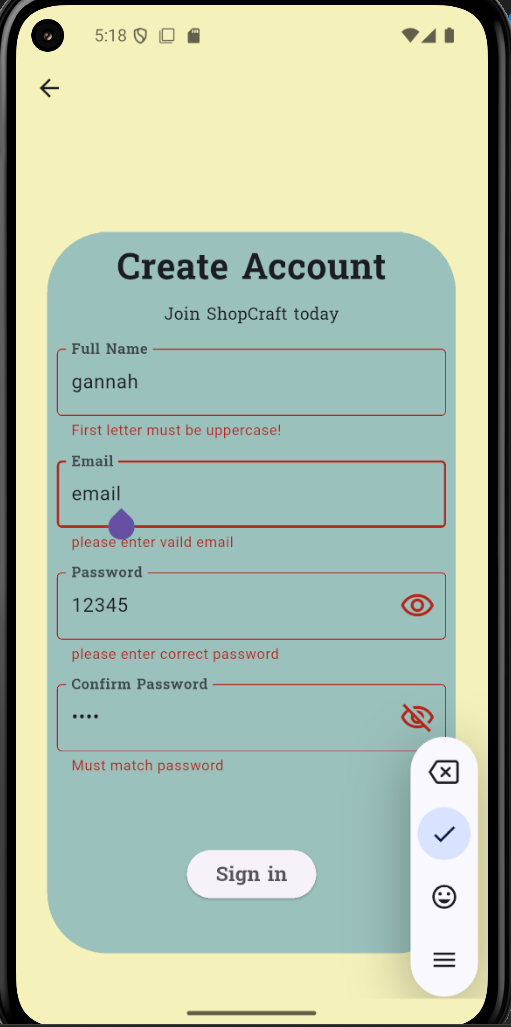 5:18
Create Account
Join ShopCraft today
Full Name
gannah
First letter must be uppercase!
Email
email
please enter vaild email
Password
12345
please enter correct password
Confirm Password
••••
Must match password
Sign in